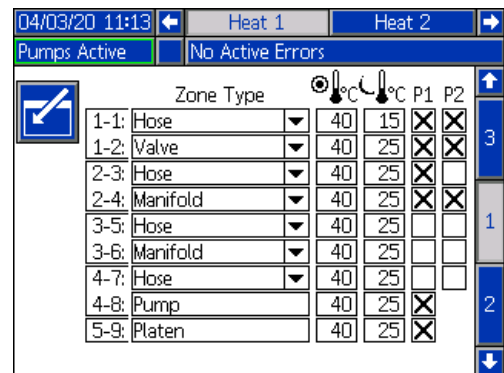 04/03/20 11:13 Heat 1 Heat 2
Pumps Active No Active Errors
Zone Type °C °C P1 P2
1-1: Hose 40 15 X X
1-2: Valve 40 25 X X
2-3: Hose 40 25 X
2-4: Manifold 40 25 X X
3-5: Hose 40 25
3-6: Manifold 40 25
4-7: Hose 40 25
4-8: Pump 40 25 X
5-9: Platen 40 25 X
3
1
2